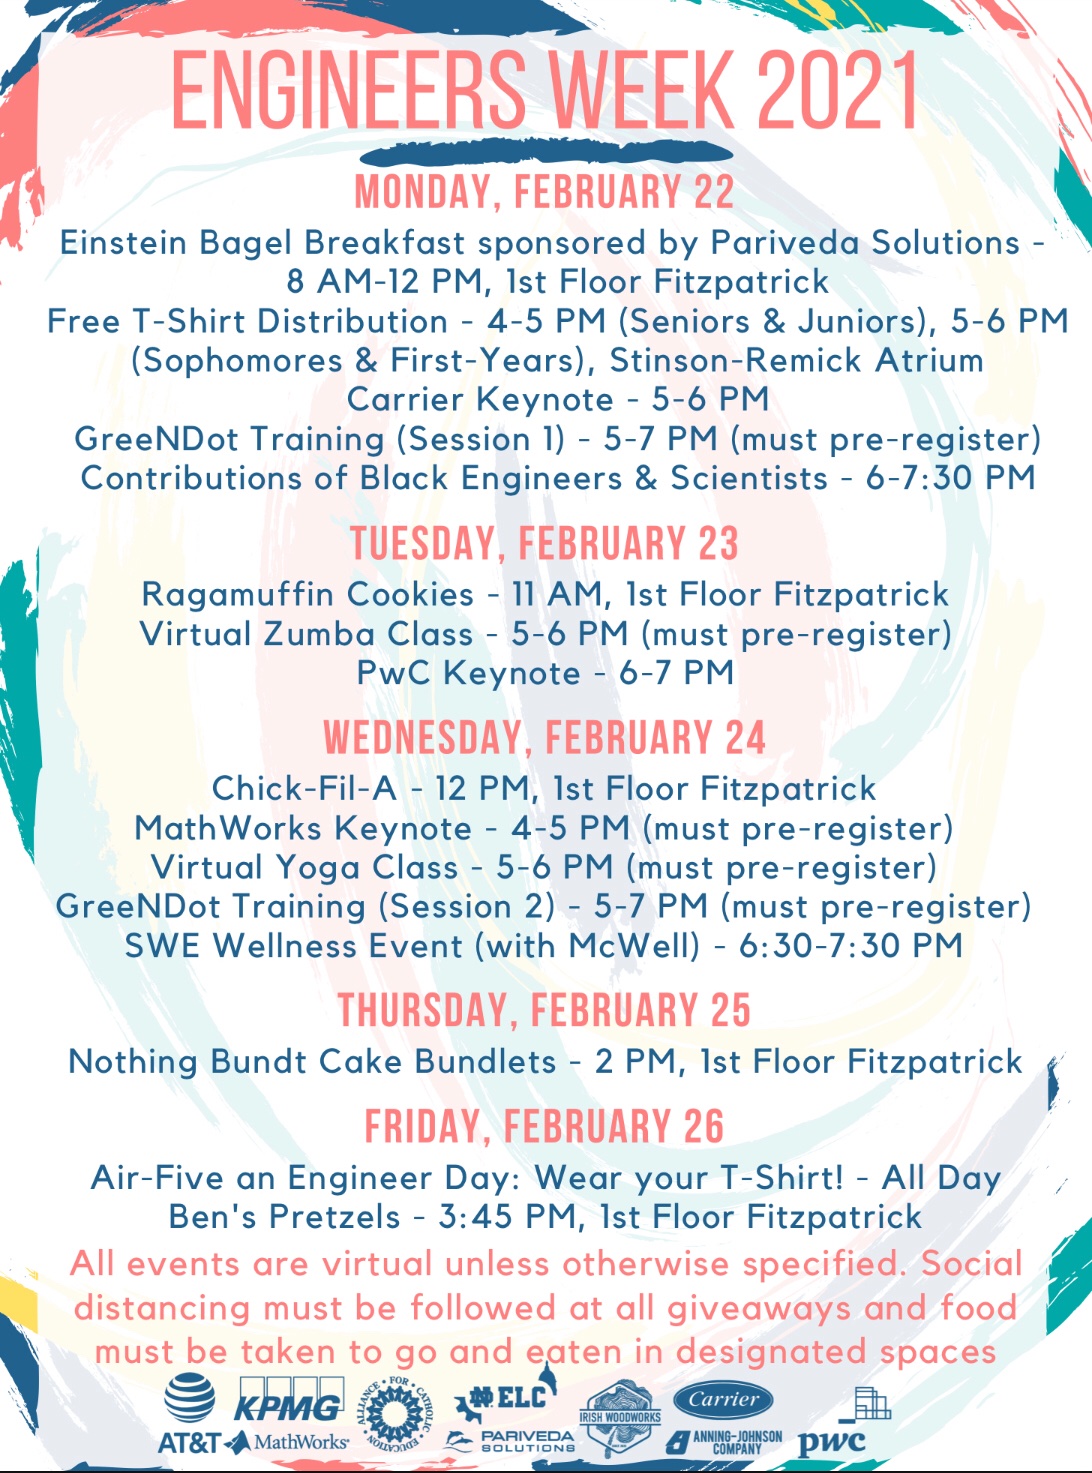 ENGINEERS WEEK 2021
MONDAY, FEBRUARY 22
Einstein Bagel Breakfast sponsored by Pariveda Solutions -
8 AM-12 PM, 1st Floor Fitzpatrick
Free T-Shirt Distribution - 4-5 PM (Seniors & Juniors), 5-6 PM
(Sophomores & First-Years), Stinson-Remick Atrium
Carrier Keynote - 5-6 PM
GreeNDot Training (Session 1) - 5-7 PM (must pre-register)
Contributions of Black Engineers & Scientists - 6-7:30 PM
TUESDAY, FEBRUARY 23
Ragamuffin Cookies - 11 AM, 1st Floor Fitzpatrick
Virtual Zumba Class - 5-6 PM (must pre-register)
PwC Keynote - 6-7 PM
WEDNESDAY, FEBRUARY 24
Chick-Fil-A - 12 PM, 1st Floor Fitzpatrick
MathWorks Keynote - 4-5 PM (must pre-register)
Virtual Yoga Class - 5-6 PM (must pre-register)
GreeNDot Training (Session 2) - 5-7 PM (must pre-register)
SWE Wellness Event (with McWell) - 6:30-7:30 PM
THURSDAY, FEBRUARY 25
Nothing Bundt Cake Bundlets - 2 PM, 1st Floor Fitzpatrick
FRIDAY, FEBRUARY 26
Air-Five an Engineer Day: Wear your T-Shirt! - All Day
Ben's Pretzels - 3:45 PM, 1st Floor Fitzpatrick
All events are virtual unless otherwise specified. Social
distancing must be followed at all giveaways and food
must be taken to go and eaten in designated spaces
AT&T
KPMG
MathWorks
ALLIANCE · FOR · CATHOLIC EDUCATION
ND ELC
PARIVEDA
SOLUTIONS
IRISH WOODWORKS
Carrier
ANNING-JOHNSON
COMPANY
pwc